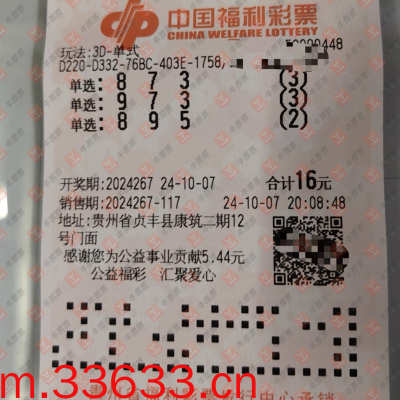 中国福利彩票
CHINA WELFARE LOTTERY
玩法:3D-单式
D220-D332-76BC-403E-1758,
单选: 8 7 3 (3)
单选: 9 7 3 (3)
单选: 8 9 5 (2)
开奖期:2024267 24-10-07 合计16元
销售期:2024267-117 24-10-07 20:08:48
地址:贵州省贞丰县康筑二期12
号门面
感谢您为公益事业贡献5.44元
公益福彩 汇聚爱心
m.33633.cn